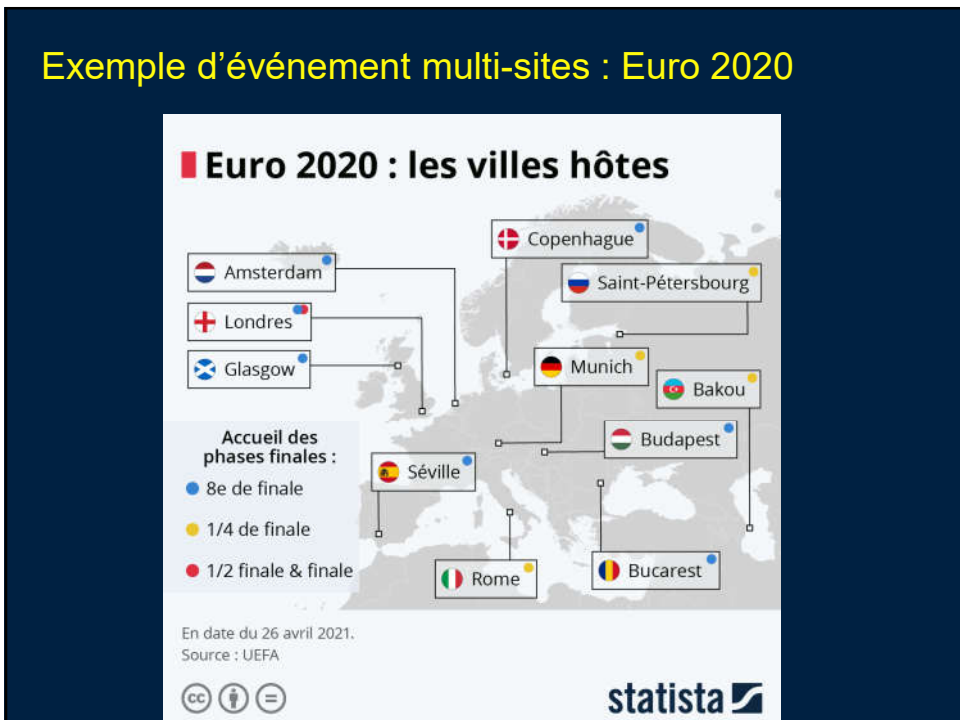 Exemple d’événement multi-sites : Euro 2020
Euro 2020 : les villes hôtes
Copenhague
Amsterdam
Saint-Pétersbourg
Londres
Glasgow
Munich
Bakou
Budapest
Accueil des
phases finales :
Séville
8e de finale
1/4 de finale
1/2 finale & finale
Rome
Bucarest
En date du 26 avril 2021.
Source : UEFA
cc
statista